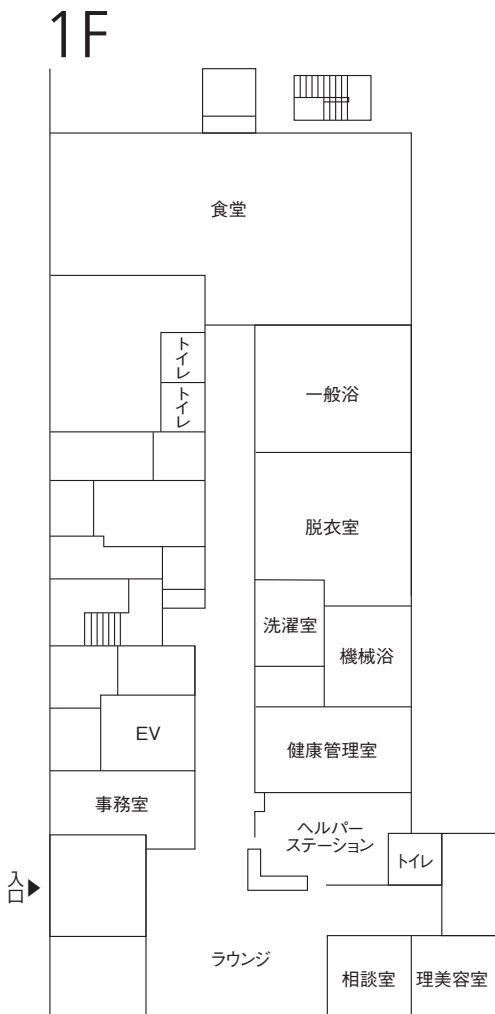 1F
食堂
トイレ
トイレ
一般浴
脱衣室
洗濯室
機械浴
EV
健康管理室
事務室
ヘルパー
ステーション
トイレ
入口
ラウンジ
相談室
理美容室